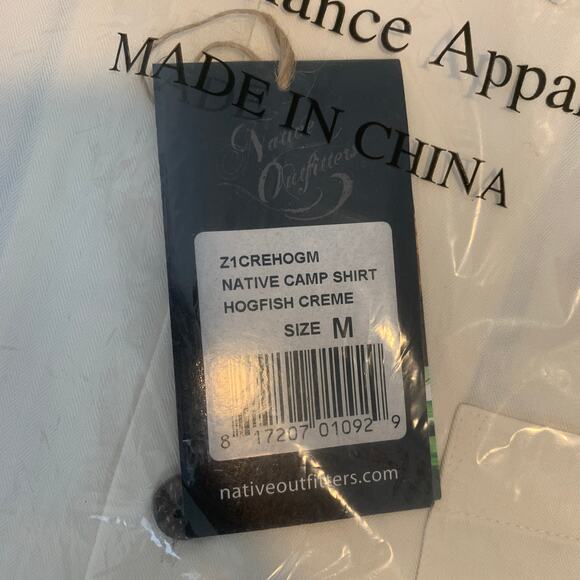 ance Appa
MADE IN CHINA
Native
Outfitters
Z1CREHOGM
NATIVE CAMP SHIRT
HOGFISH CREME
SIZE M
8 17207 01092 9
nativeoutfitters.com